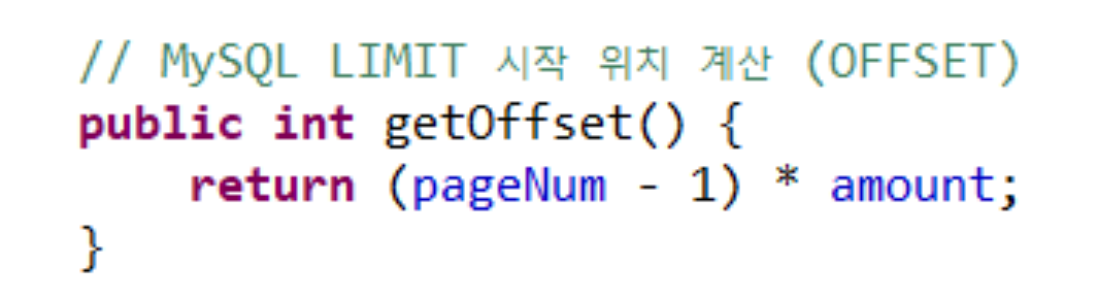 // MySQL LIMIT 시작 위치 계산 (OFFSET)
public int getOffset() {
    return (pageNum - 1) * amount;
}